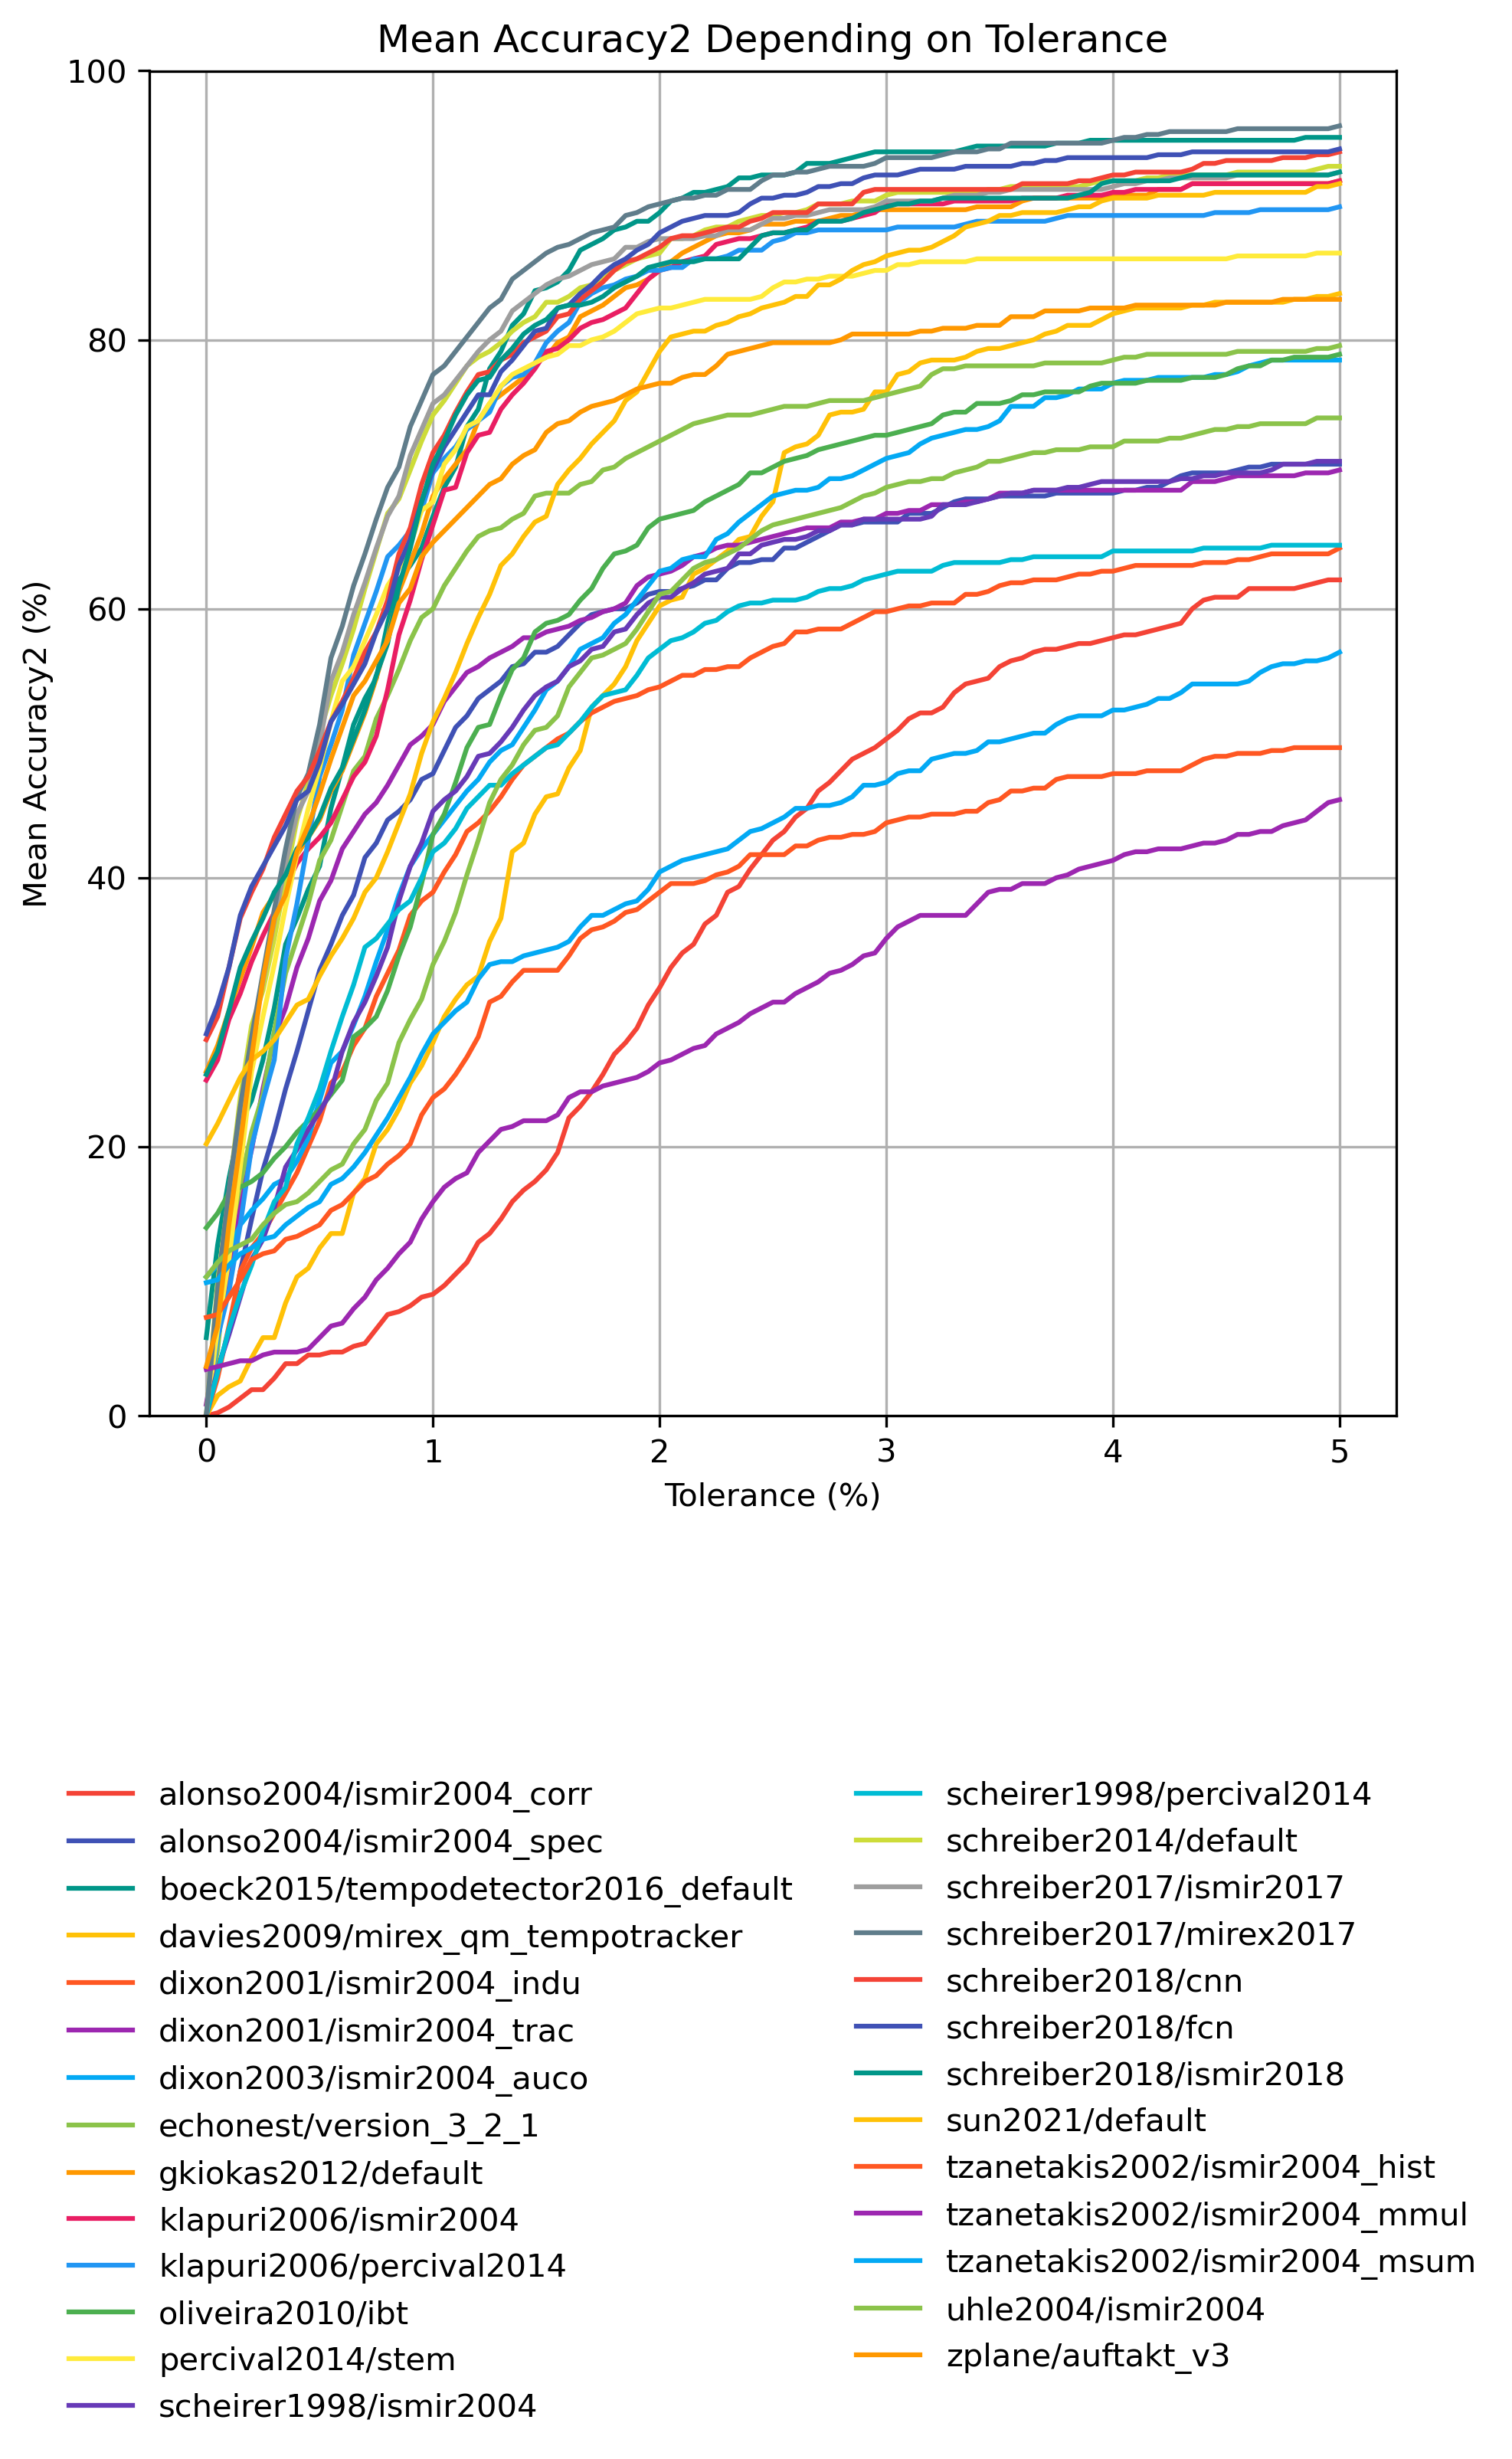 Mean Accuracy2 Depending on Tolerance
100
80
60
40
20
0
Mean Accuracy2 (%)
0 1 2 3 4 5
Tolerance (%)
alonso2004/ismir2004_corr
alonso2004/ismir2004_spec
boeck2015/tempodetector2016_default
davies2009/mirex_qm_tempotracker
dixon2001/ismir2004_indu
dixon2001/ismir2004_trac
dixon2003/ismir2004_auco
echonest/version_3_2_1
gkiokas2012/default
klapuri2006/ismir2004
klapuri2006/percival2014
oliveira2010/ibt
percival2014/stem
scheirer1998/ismir2004
scheirer1998/percival2014
schreiber2014/default
schreiber2017/ismir2017
schreiber2017/mirex2017
schreiber2018/cnn
schreiber2018/fcn
schreiber2018/ismir2018
sun2021/default
tzanetakis2002/ismir2004_hist
tzanetakis2002/ismir2004_mmul
tzanetakis2002/ismir2004_msum
uhle2004/ismir2004
zplane/auftakt_v3